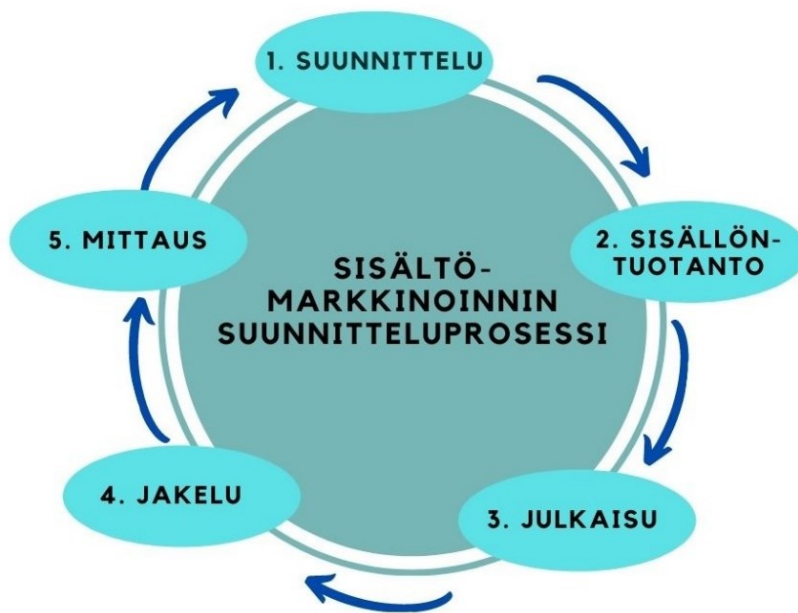 1. SUUNNITTELU
2. SISÄLLÖN-
TUOTANTO
3. JULKAISU
4. JAKELU
5. MITTAUS
SISÄLTÖ-
MARKKINOINNIN
SUUNNITTELUPROSESSI